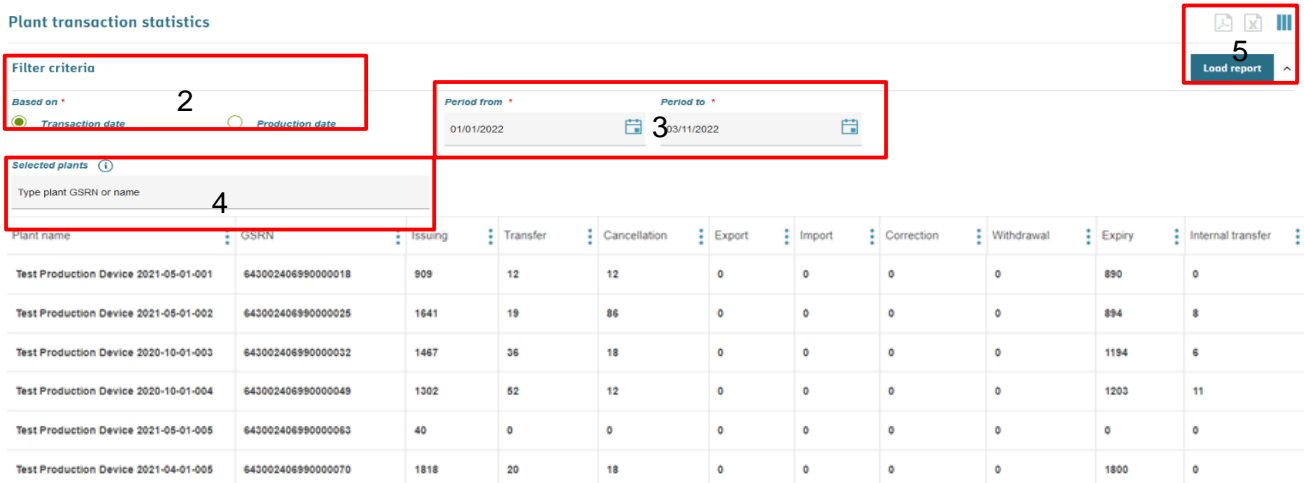 Plant transaction statistics
5
Filter criteria
Load report
Based on *
2
Transaction date Production date
Period from * Period to *
01/01/2022 3 03/11/2022
Selected plants i
Type plant GSRN or name
4
Plant name GSRN Issuing Transfer Cancellation Export Import Correction Withdrawal Expiry Internal transfer
Test Production Device 2021-05-01-001 643002406990000018 909 12 12 0 0 0 0 890 0
Test Production Device 2021-05-01-002 643002406990000025 1641 19 86 0 0 0 0 894 8
Test Production Device 2020-10-01-003 643002406990000032 1467 36 18 0 0 0 0 1194 6
Test Production Device 2020-10-01-004 643002406990000049 1302 52 12 0 0 0 0 1203 11
Test Production Device 2021-05-01-005 643002406990000063 40 0 0 0 0 0 0 0 0
Test Production Device 2021-04-01-005 643002406990000070 1818 20 18 0 0 0 0 1800 0